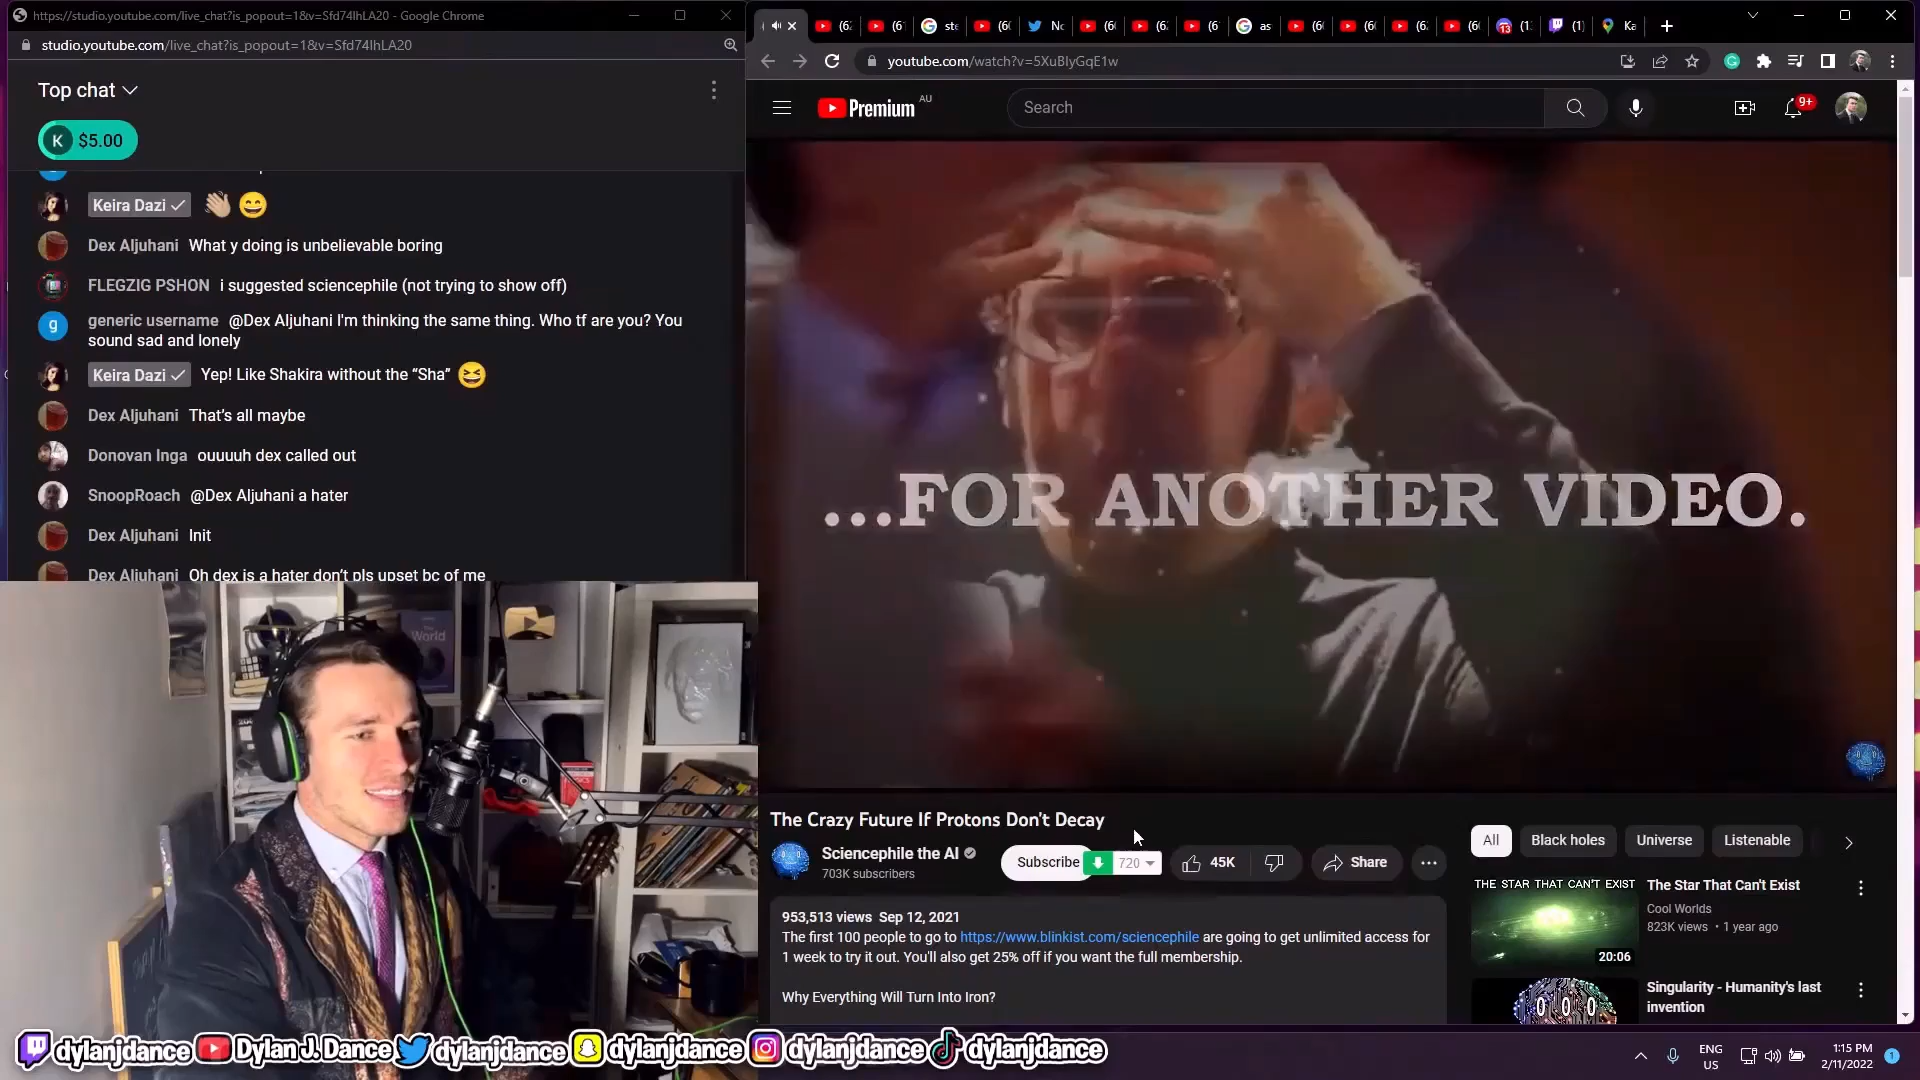 https://studio.youtube.com/live_chat?is_popout=1&v=Sfd74IhLA20 - Google Chrome
studio.youtube.com/live_chat?is_popout=1&v=Sfd74IhLA20
Top chat
K $5.00
Keira Dazi
Dex Aljuhani What y doing is unbelievable boring
FLEGZIG PSHON i suggested sciencephile (not trying to show off)
g generic username @Dex Aljuhani I'm thinking the same thing. Who tf are you? You
sound sad and lonely
Keira Dazi Yep! Like Shakira without the “Sha”
Dex Aljuhani That’s all maybe
Donovan Inga ouuuuh dex called out
SnoopRoach @Dex Aljuhani a hater
Dex Aljuhani Init
Dex Aljuhani Oh dex is a hater don’t pls upset bc of me
World
youtube.com/watch?v=5XuBIyGqE1w
Premium AU
Search
9+
...FOR ANOTHER VIDEO.
The Crazy Future If Protons Don't Decay
Sciencephile the AI
703K subscribers
Subscribe 720 45K Share
953,513 views Sep 12, 2021
The first 100 people to go to https://www.blinkist.com/sciencephile are going to get unlimited access for
1 week to try it out. You'll also get 25% off if you want the full membership.
Why Everything Will Turn Into Iron?
All Black holes Universe Listenable
THE STAR THAT CAN'T EXIST
20:06
The Star That Can't Exist
Cool Worlds
823K views • 1 year ago
Singularity - Humanity's last
invention
dylanjdance Dylan J. Dance dylanjdance dylanjdance dylanjdance dylanjdance
ENG
US
1:15 PM
2/11/2022
1